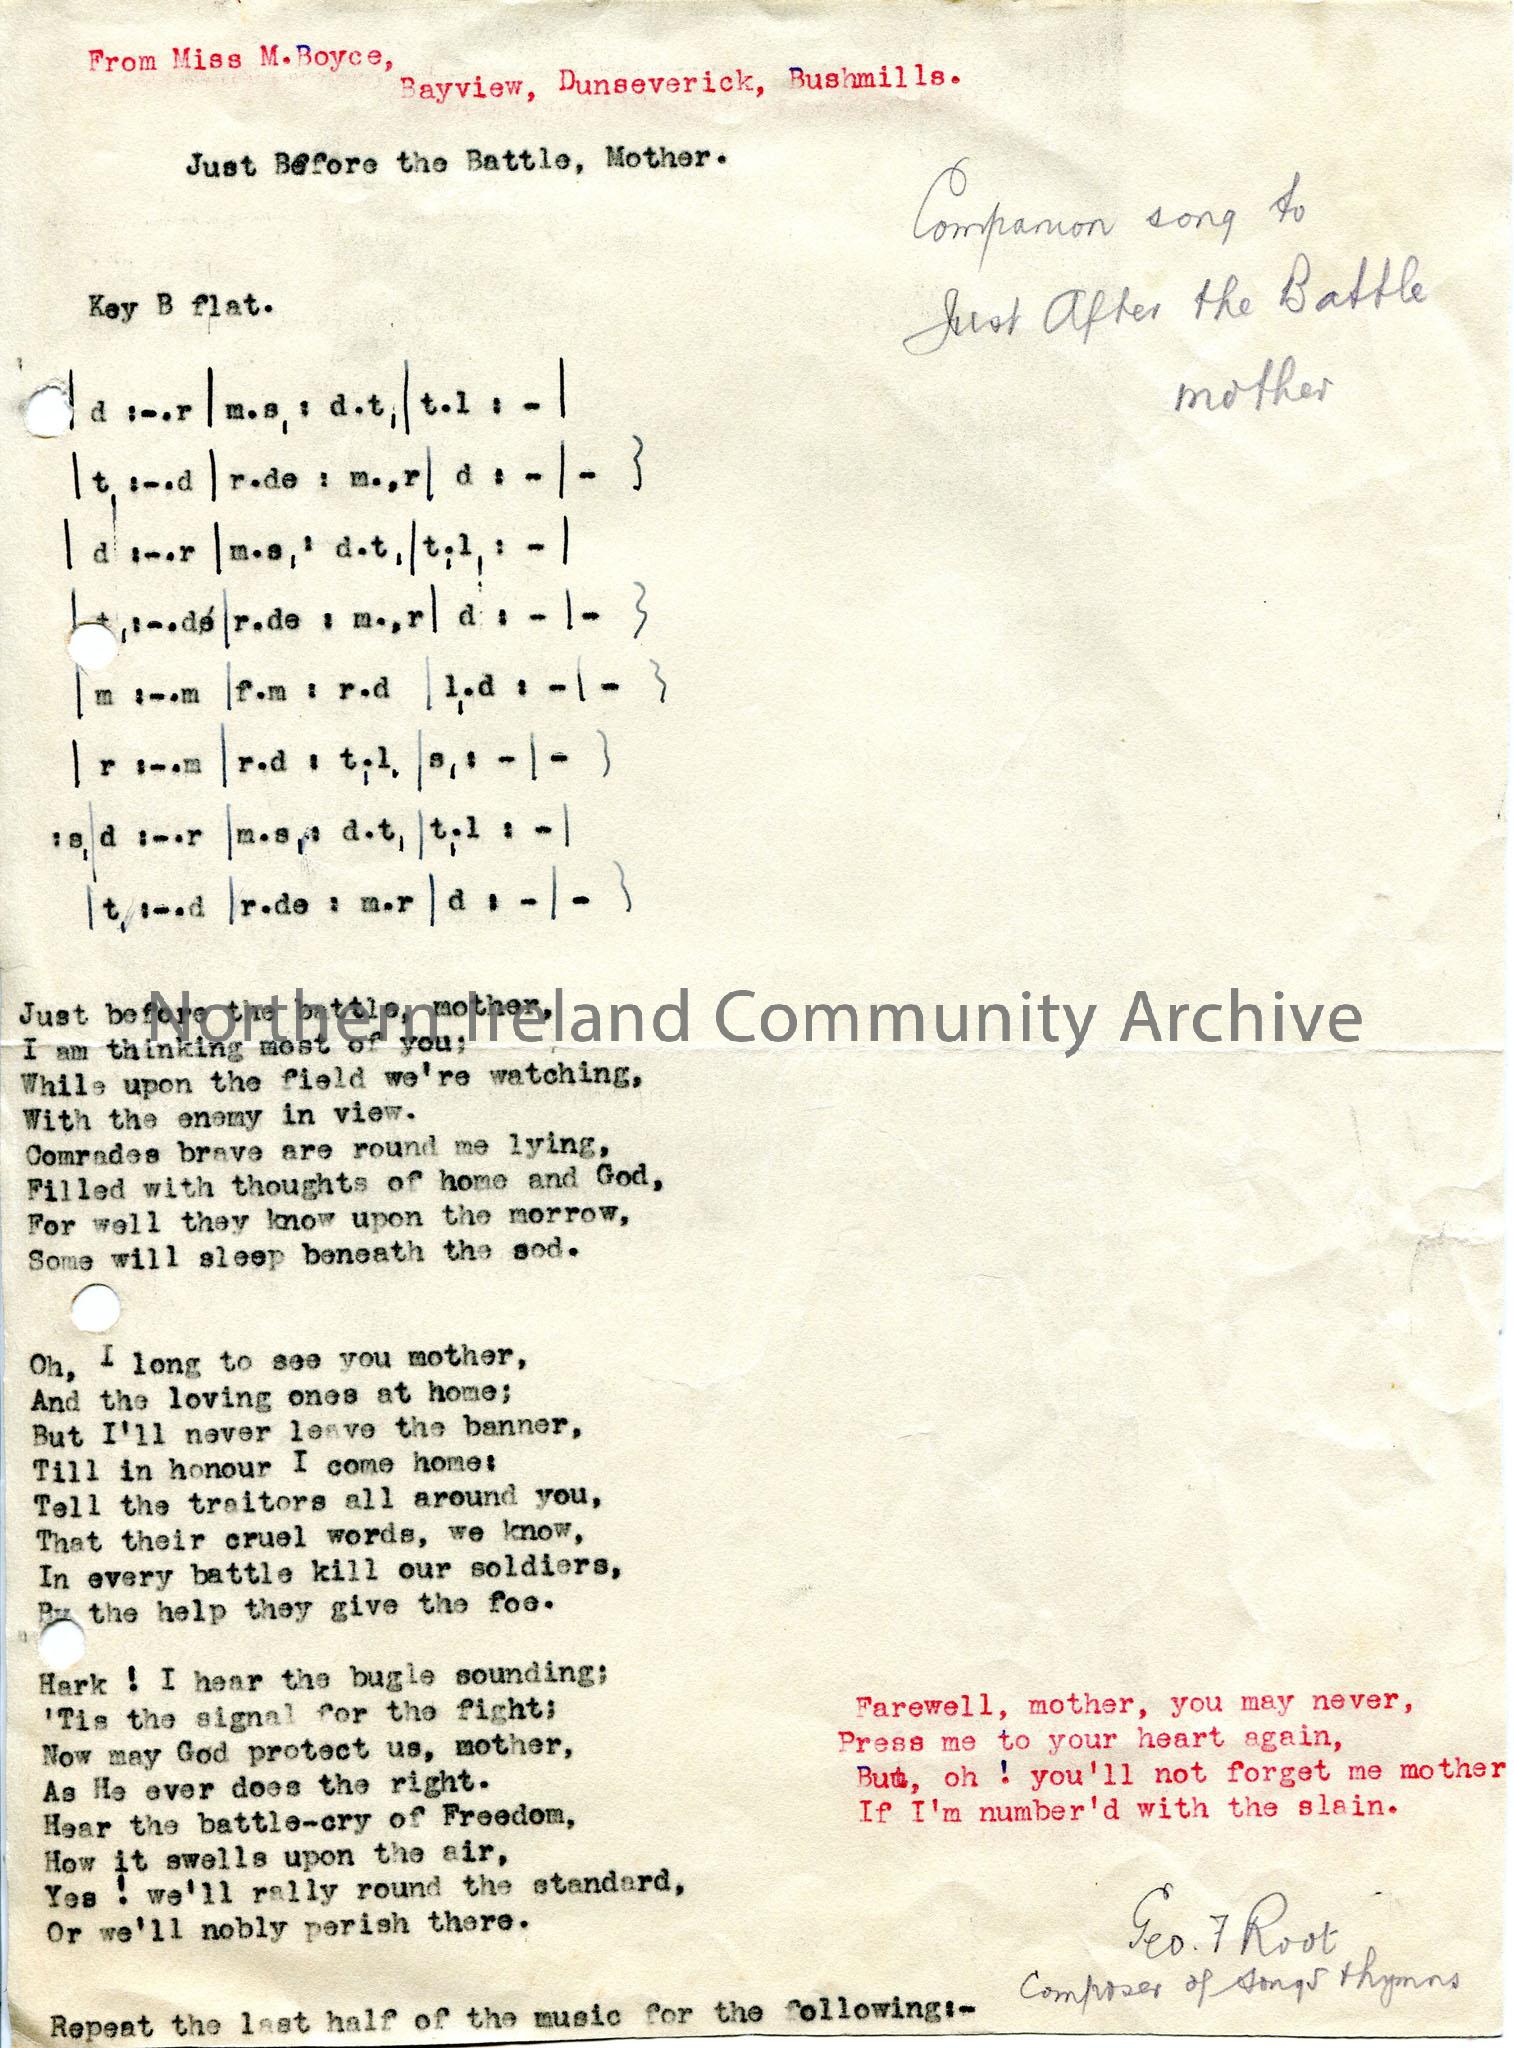 From Miss M.Boyce,
Bayview, Dunseverick, Bushmills.
Just Before the Battle, Mother.
Companion song to
Just After the Battle
mother
Key B flat.
| d :-.r | m.s, : d.t, | t.l : - |
| t, :-.d | r.de : m.,r | d : - | - }
| d :-.r | m.s, : d.t, | t,.l, : - |
| t, :-.d | r.de : m.,r | d : - | - }
| m :-.m | f.m : r.d | l,.d : - | - }
| r :-.m | r.d : t,.l, | s, : - | - }
:s, | d :-.r | m.s, : d.t, | t,.l : - |
| t, :-.d | r.de : m.r | d : - | - }
Northern Ireland Community Archive
Just before the battle, mother,
I am thinking most of you;
While upon the field we're watching,
With the enemy in view.
Comrades brave are round me lying,
Filled with thoughts of home and God,
For well they know upon the morrow,
Some will sleep beneath the sod.
Oh, I long to see you mother,
And the loving ones at home;
But I'll never leave the banner,
Till in honour I come home:
Tell the traitors all around you,
That their cruel words, we know,
In every battle kill our soldiers,
By the help they give the foe.
Hark ! I hear the bugle sounding;
'Tis the signal for the fight;
Now may God protect us, mother,
As He ever does the right.
Hear the battle-cry of Freedom,
How it swells upon the air,
Yes ! we'll rally round the standard,
Or we'll nobly perish there.
Repeat the last half of the music for the following:-
Farewell, mother, you may never,
Press me to your heart again,
But, oh ! you'll not forget me mother
If I'm number'd with the slain.
Geo. F Root
Composer of songs & hymns